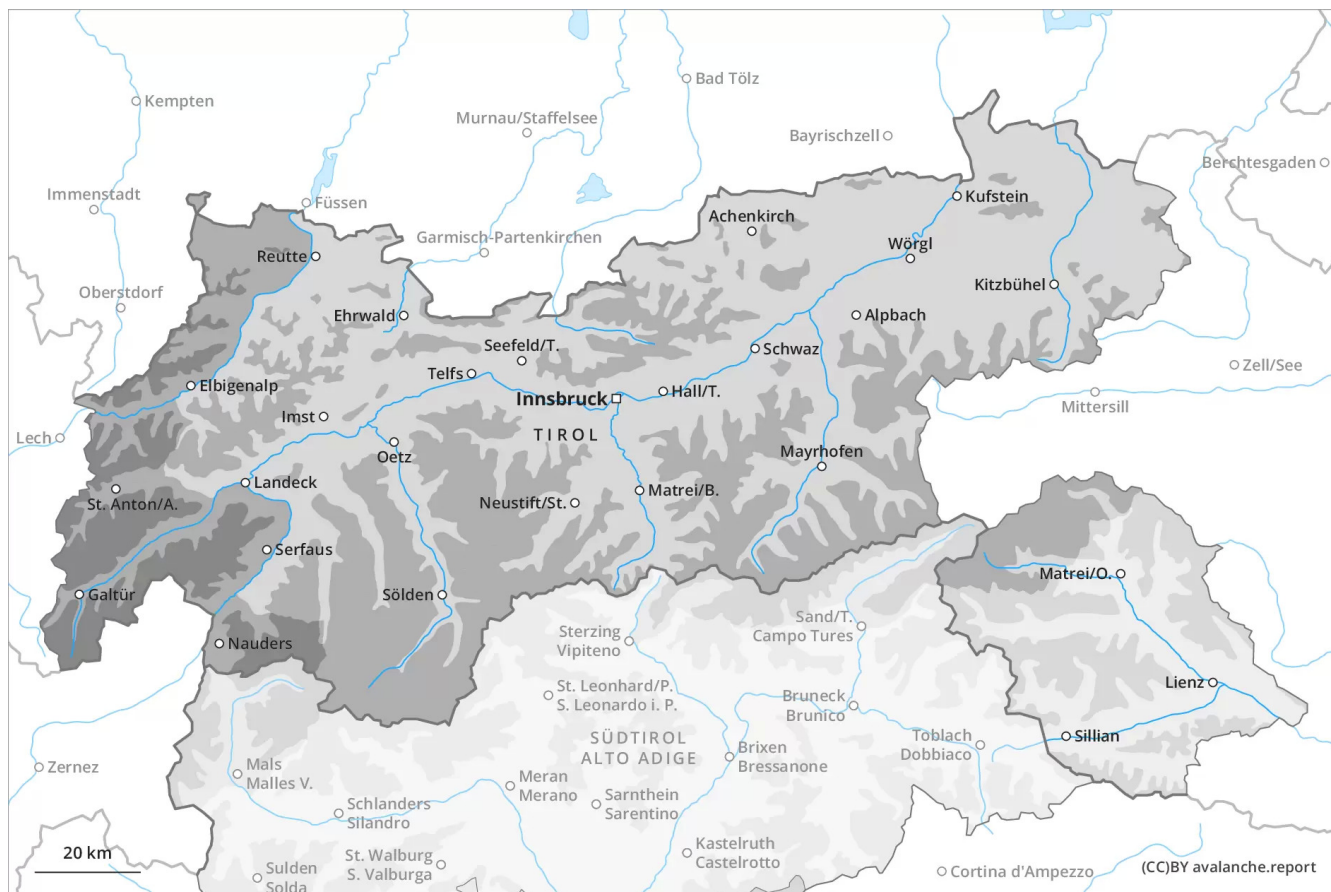 Bad Tölz
Kempten
Murnau/Staffelsee
Bayrischzell
Berchtesgaden
Immenstadt
Füssen
Kufstein
Achenkirch
Garmisch-Partenkirchen
Wörgl
Reutte
Kitzbühel
Oberstdorf
Ehrwald
Alpbach
Seefeld/T.
Schwaz
Telfs
Zell/See
Elbigenalp
Hall/T.
Innsbruck
Mittersill
Imst
TIROL
Lech
Oetz
Mayrhofen
Landeck
Matrei/B.
St. Anton/A.
Neustift/St.
Serfaus
Matrei/O.
Galtür
Sölden
Sand/T.
Campo Tures
Sterzing
Vipiteno
Nauders
Lienz
St. Leonhard/P.
S. Leonardo i. P.
Bruneck
Brunico
SÜDTIROL
ALTO ADIGE
Toblach
Dobbiaco
Sillian
Brixen
Bressanone
Zernez
Mals
Malles V.
Meran
Merano
Sarnthein
Sarentino
Schlanders
Silandro
20 km
St. Walburg
S. Valburga
Kastelruth
Castelrotto
Sulden
Solda
Cortina d'Ampezzo
(CC)BY avalanche.report